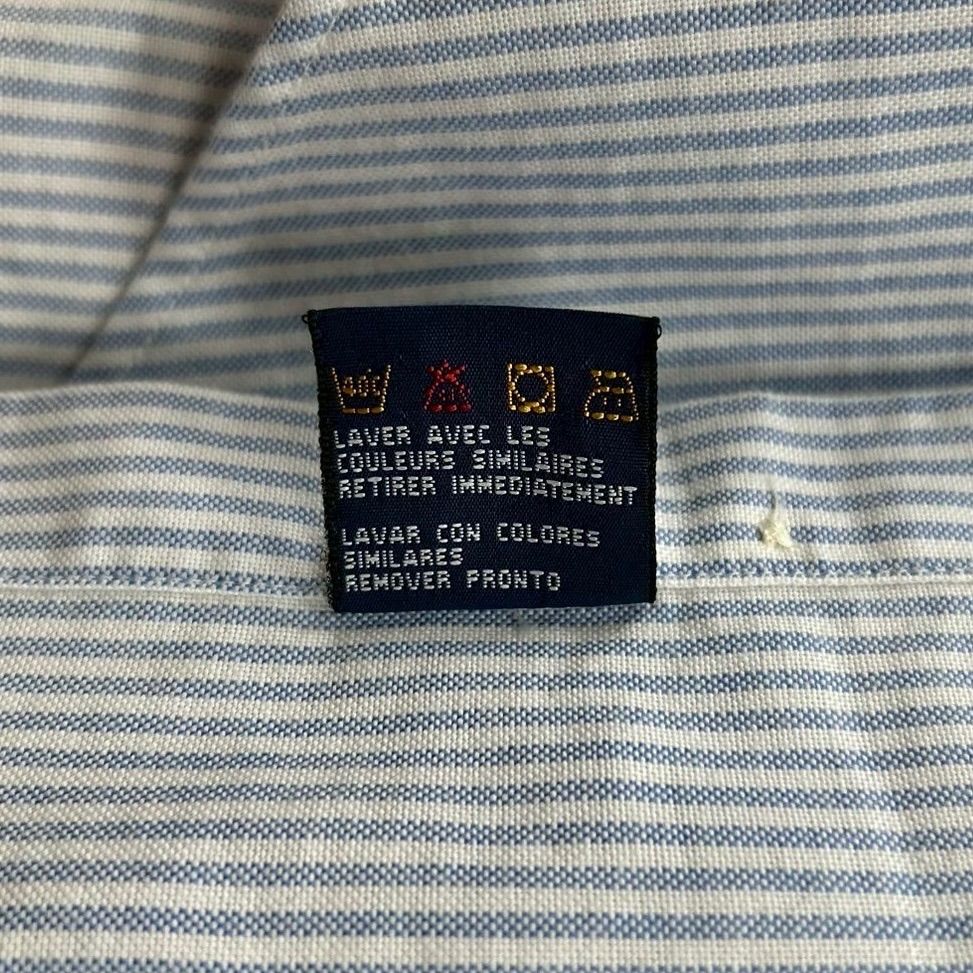 LAVER AVEC LES
COULEURS SIMILAIRES
RETIRER IMMEDIATEMENT
LAVAR CON COLORES
SIMILARES
REMOVER PRONTO